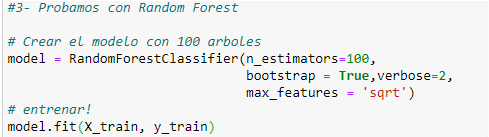 #3- Probamos con Random Forest
# Crear el modelo con 100 arboles
model = RandomForestClassifier(n_estimators=100,
bootstrap = True,verbose=2,
max_features = 'sqrt')
# entrenar!
model.fit(X_train, y_train)